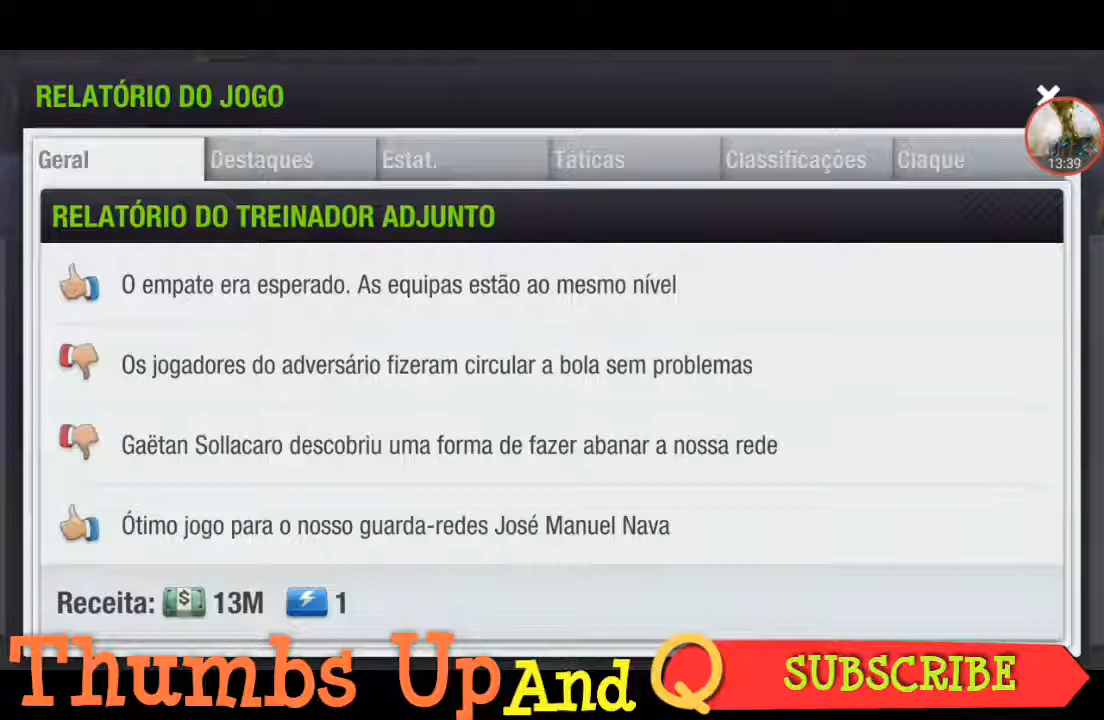 RELATÓRIO DO JOGO
13:39
Geral Destaques Estat. Táticas Classificações Claque
RELATÓRIO DO TREINADOR ADJUNTO
O empate era esperado. As equipas estão ao mesmo nível
Os jogadores do adversário fizeram circular a bola sem problemas
Gaëtan Sollacaro descobriu uma forma de fazer abanar a nossa rede
Ótimo jogo para o nosso guarda-redes José Manuel Nava
Receita: $ 13M 1
Thumbs Up And Q SUBSCRIBE